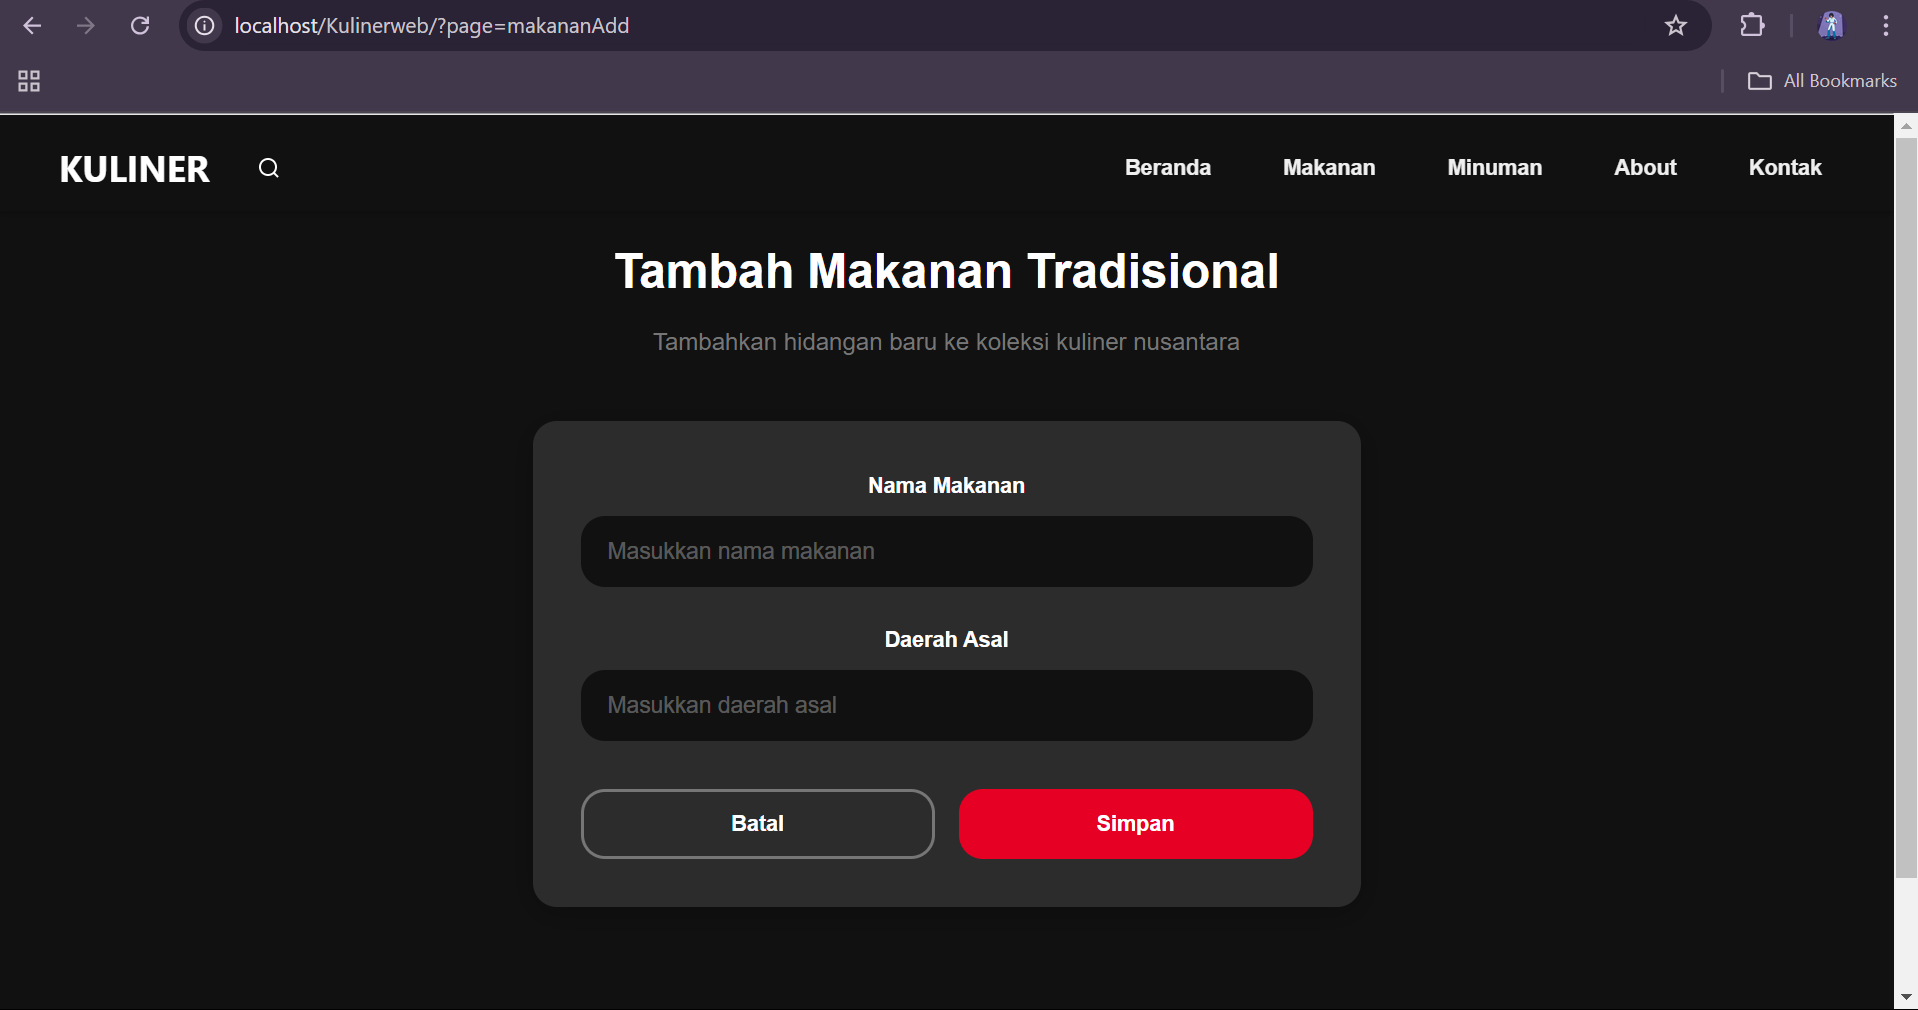 localhost/Kulinerweb/?page=makananAdd
All Bookmarks
KULINER
Beranda
Makanan
Minuman
About
Kontak
Tambah Makanan Tradisional
Tambahkan hidangan baru ke koleksi kuliner nusantara
Nama Makanan
Masukkan nama makanan
Daerah Asal
Masukkan daerah asal
Batal
Simpan